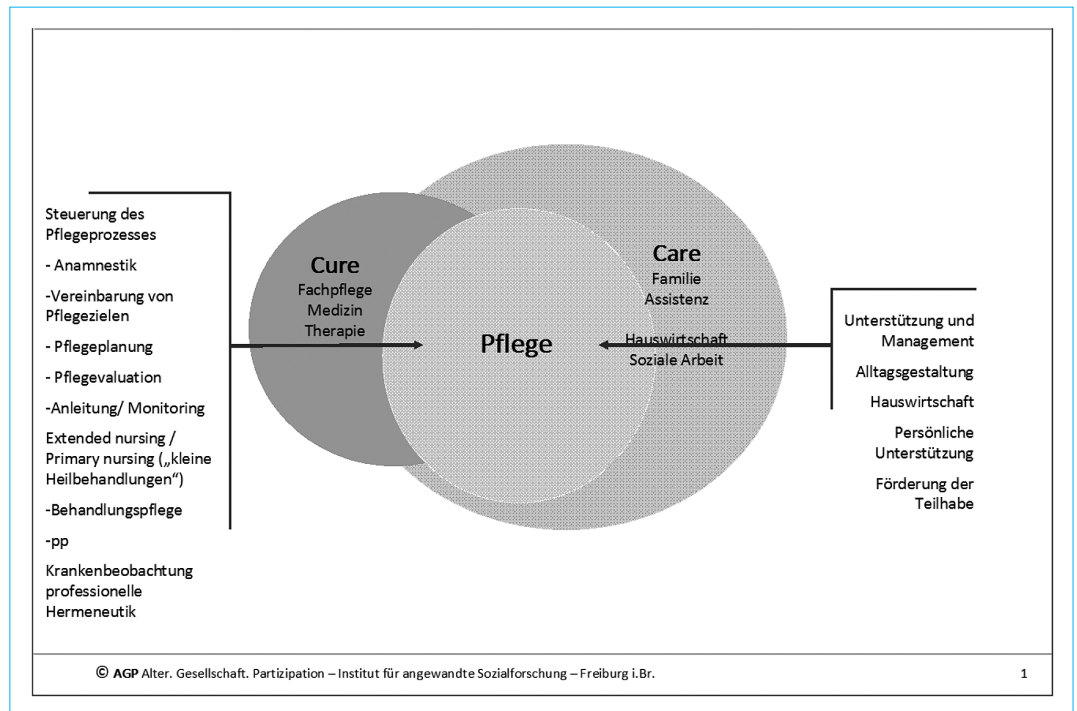 Steuerung des
Pflegeprozesses
- Anamnestik
-Vereinbarung von
Pflegezielen
- Pflegeplanung
- Pflegevaluation
-Anleitung/ Monitoring
Extended nursing /
Primary nursing („kleine
Heilbehandlungen“)
-Behandlungspflege
-pp
Krankenbeobachtung
professionelle
Hermeneutik
Cure
Fachpflege
Medizin
Therapie
Pflege
Care
Familie
Assistenz
Hauswirtschaft
Soziale Arbeit
Unterstützung und
Management
Alltagsgestaltung
Hauswirtschaft
Persönliche
Unterstützung
Förderung der
Teilhabe
© AGP Alter. Gesellschaft. Partizipation – Institut für angewandte Sozialforschung – Freiburg i.Br.
1